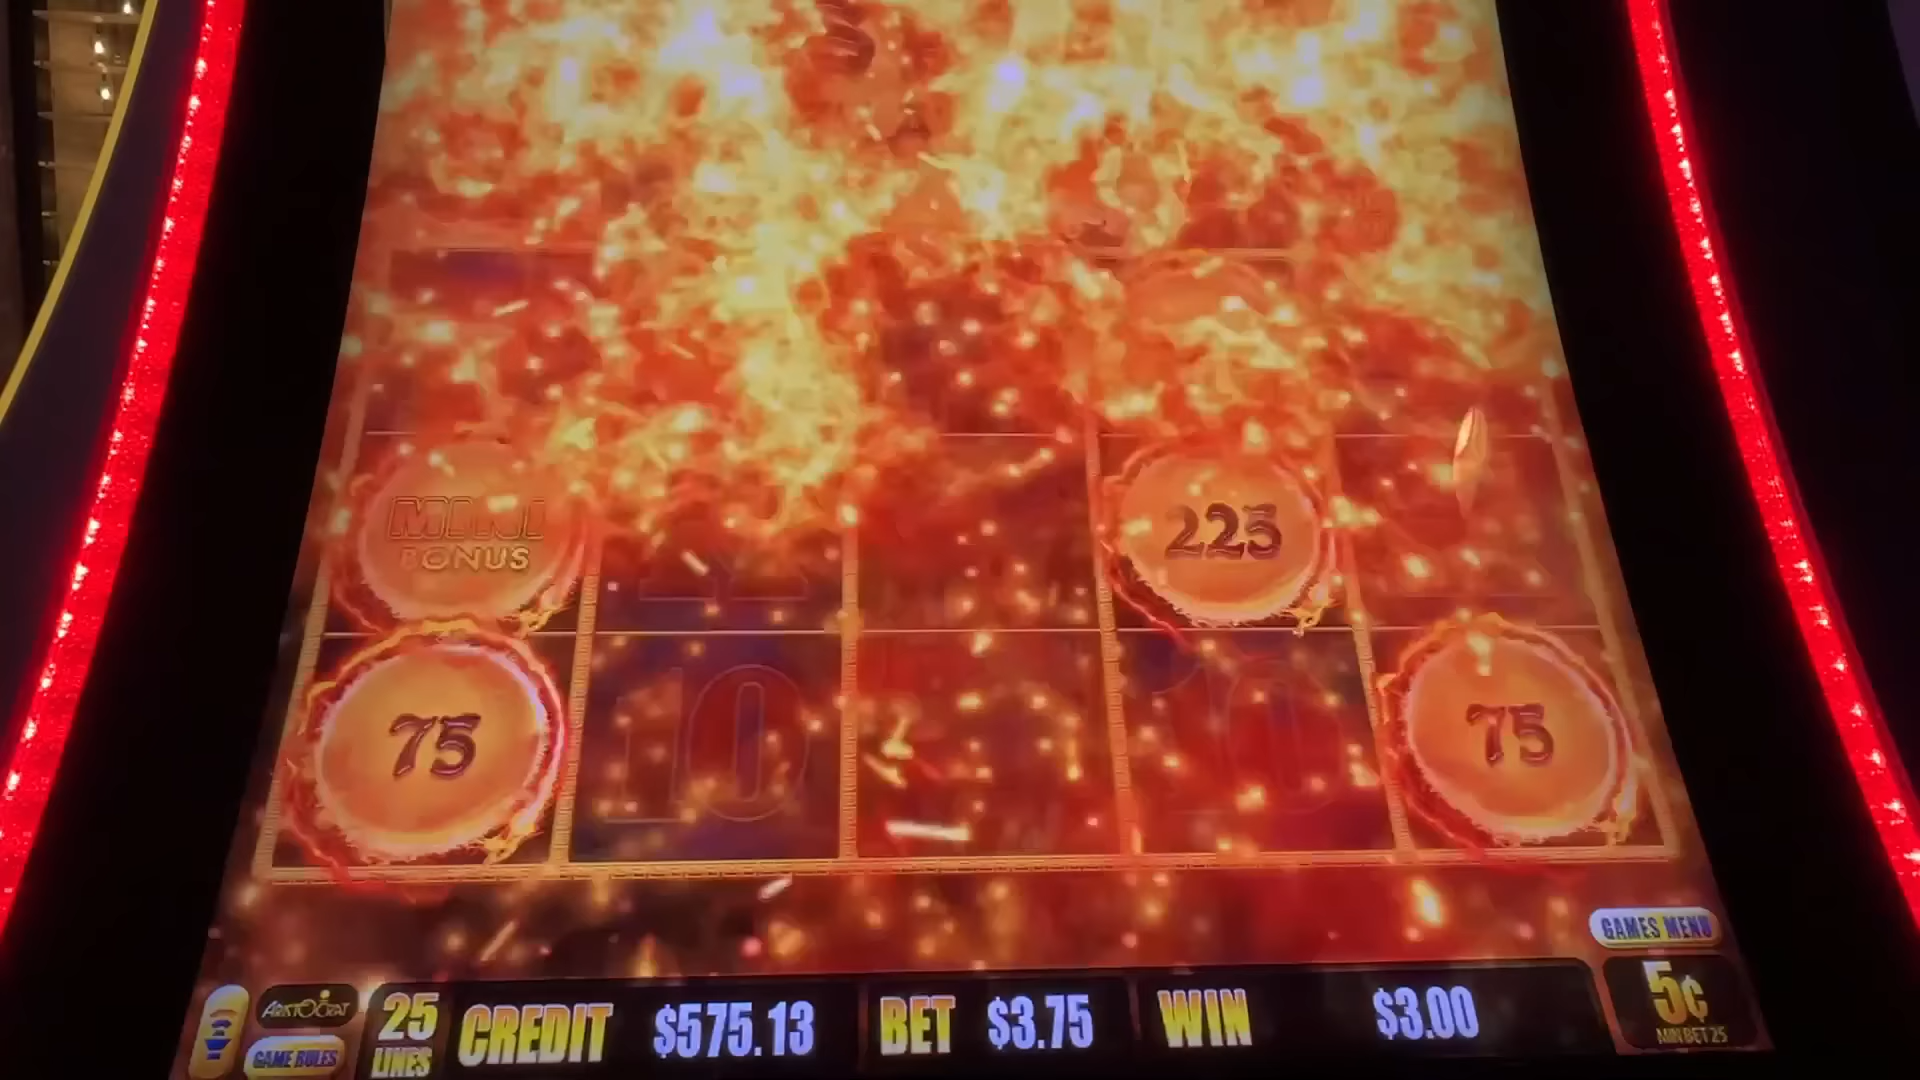 MINI
BONUS
225
75
10
75
GAMES MENU
ARISTOCRAT
GAME RULES
25
LINES
CREDIT $575.13
BET $3.75
WIN $3.00
5¢
MIN BET 25